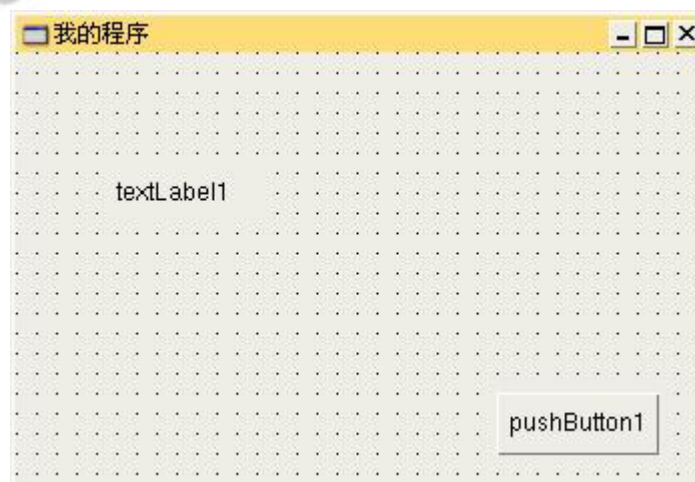 我的程序
textLabel1
pushButton1